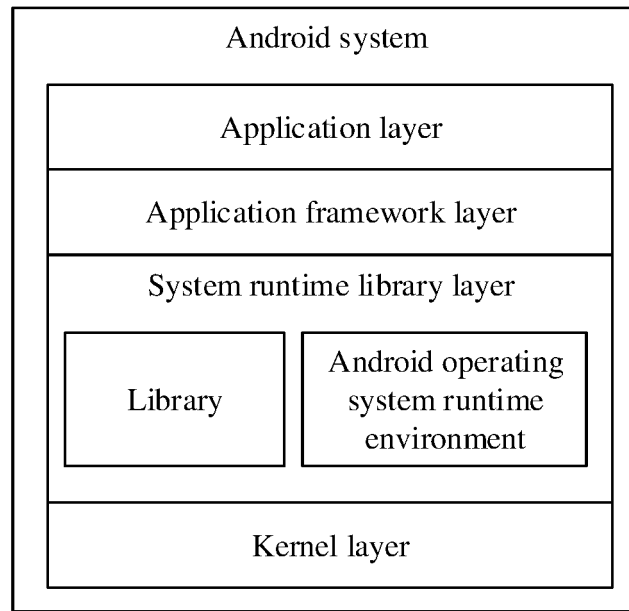 Android system
Application layer
Application framework layer
System runtime library layer
Library
Android operating
system runtime
environment
Kernel layer